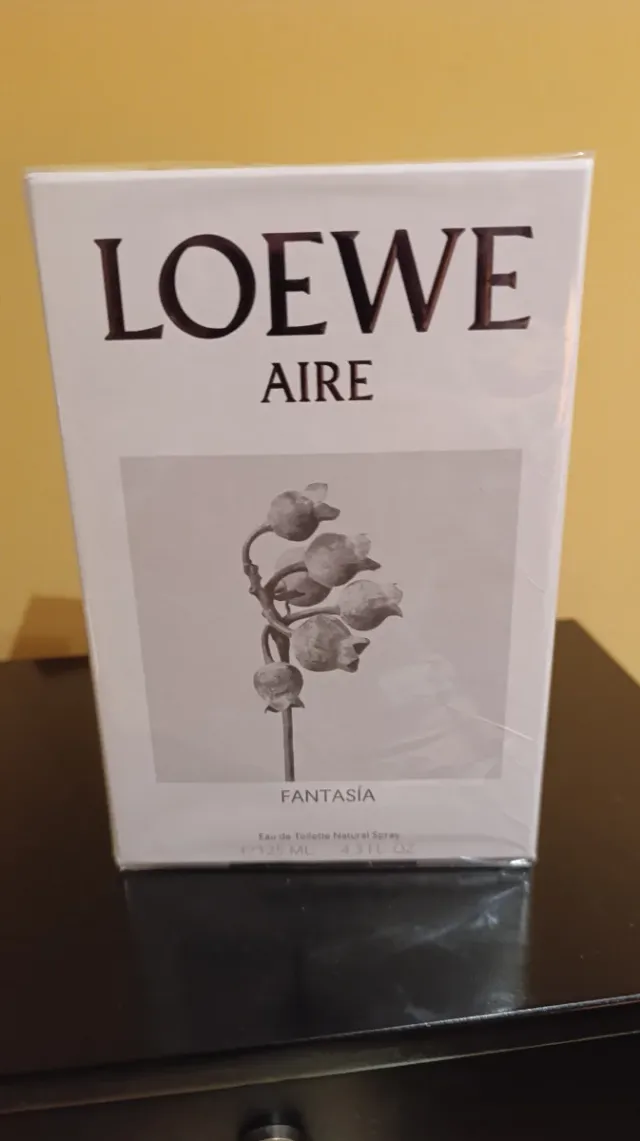 LOEWE
AIRE
FANTASÍA
Eau de Toilette Natural Spray
125 ML 4.3 FL. OZ